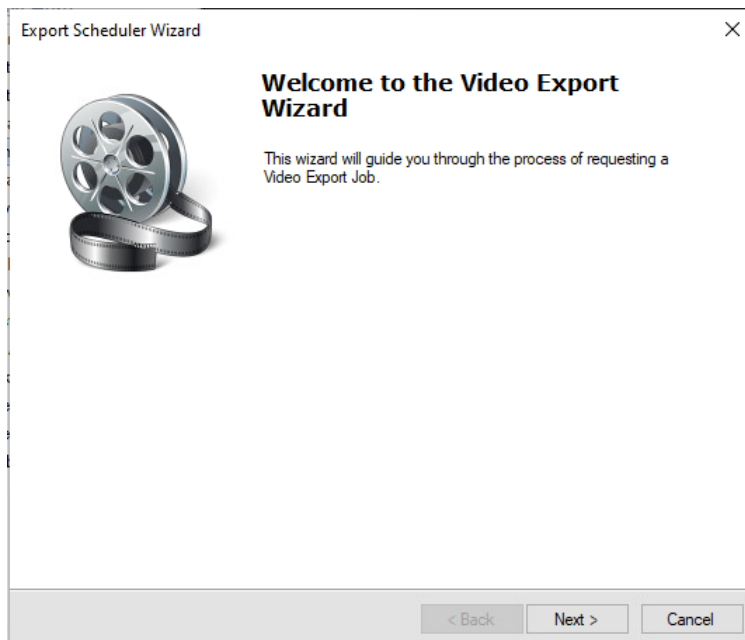 Export Scheduler Wizard
Welcome to the Video Export
Wizard
This wizard will guide you through the process of requesting a
Video Export Job.
< Back
Next >
Cancel